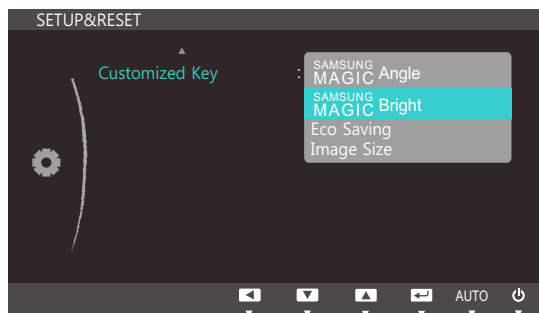 SETUP&RESET
Customized Key : SAMSUNG MAGIC Angle
SAMSUNG MAGIC Bright
Eco Saving
Image Size
AUTO